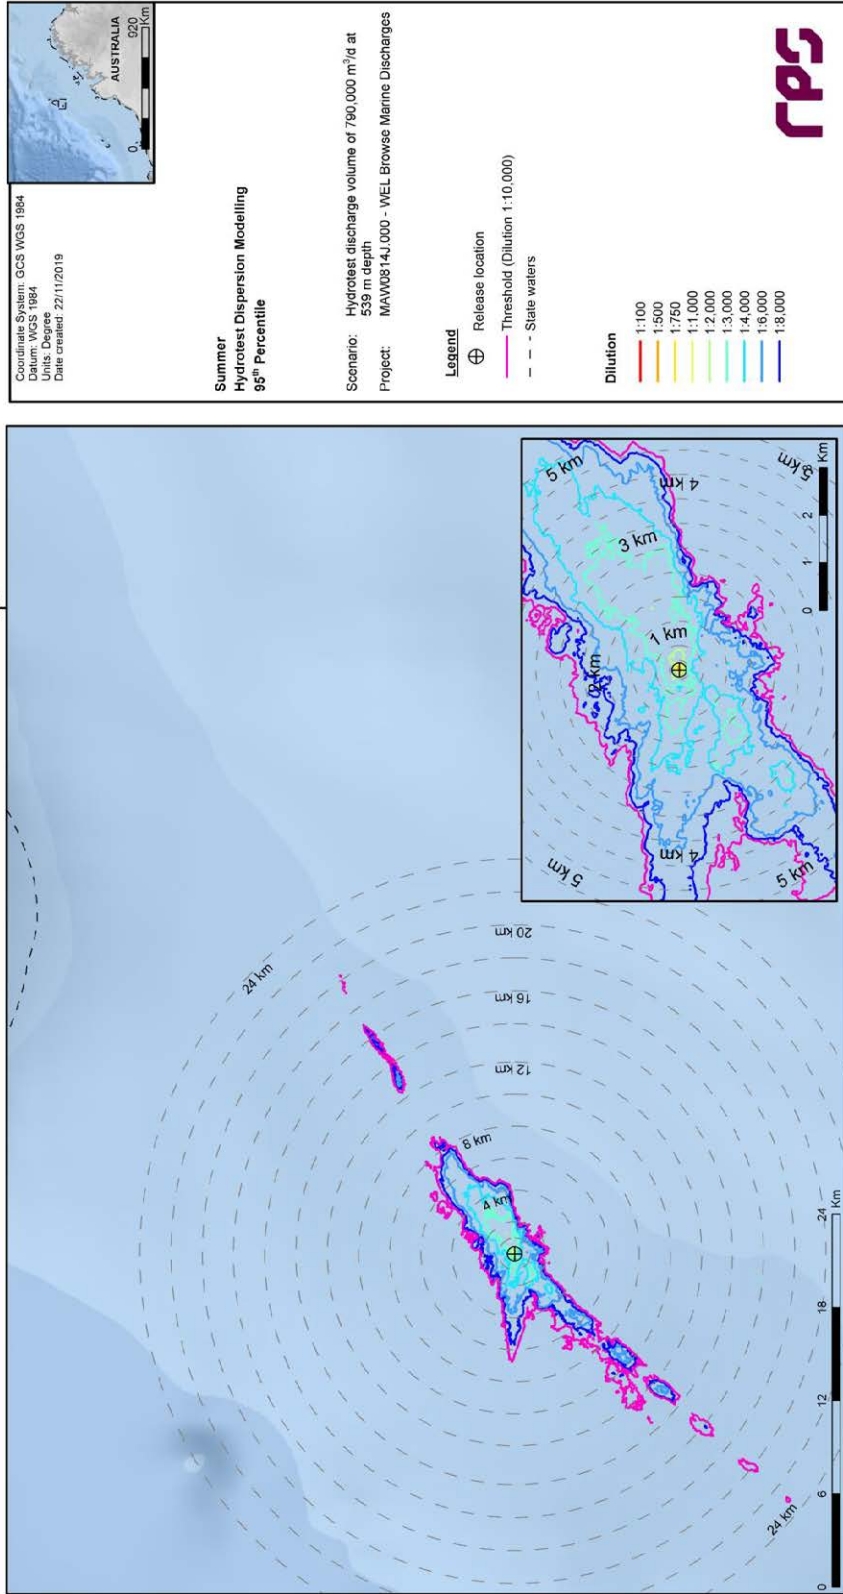 Coordinate System: GCS WGS 1984
Datum: WGS 1984
Units: Degree
Date created: 22/11/2019
AUSTRALIA
0
920
Km
Summer
Hydrotest Dispersion Modelling
95th Percentile
Scenario: Hydrotest discharge volume of 790,000 m³/d at
539 m depth
Project: MAW0814J.000 - WEL Browse Marine Discharges
Legend
Release location
Threshold (Dilution 1:10,000)
State waters
Dilution
1:100
1:500
1:750
1:1,000
1:2,000
1:3,000
1:4,000
1:6,000
1:8,000
rps
24 km
20 km
16 km
12 km
8 km
4 km
24 km
0
6
12
18
24
Km
5 km
5 km
4 km
3 km
1 km
2 km
4 km
5 km
5 km
0
1
2
3
Km